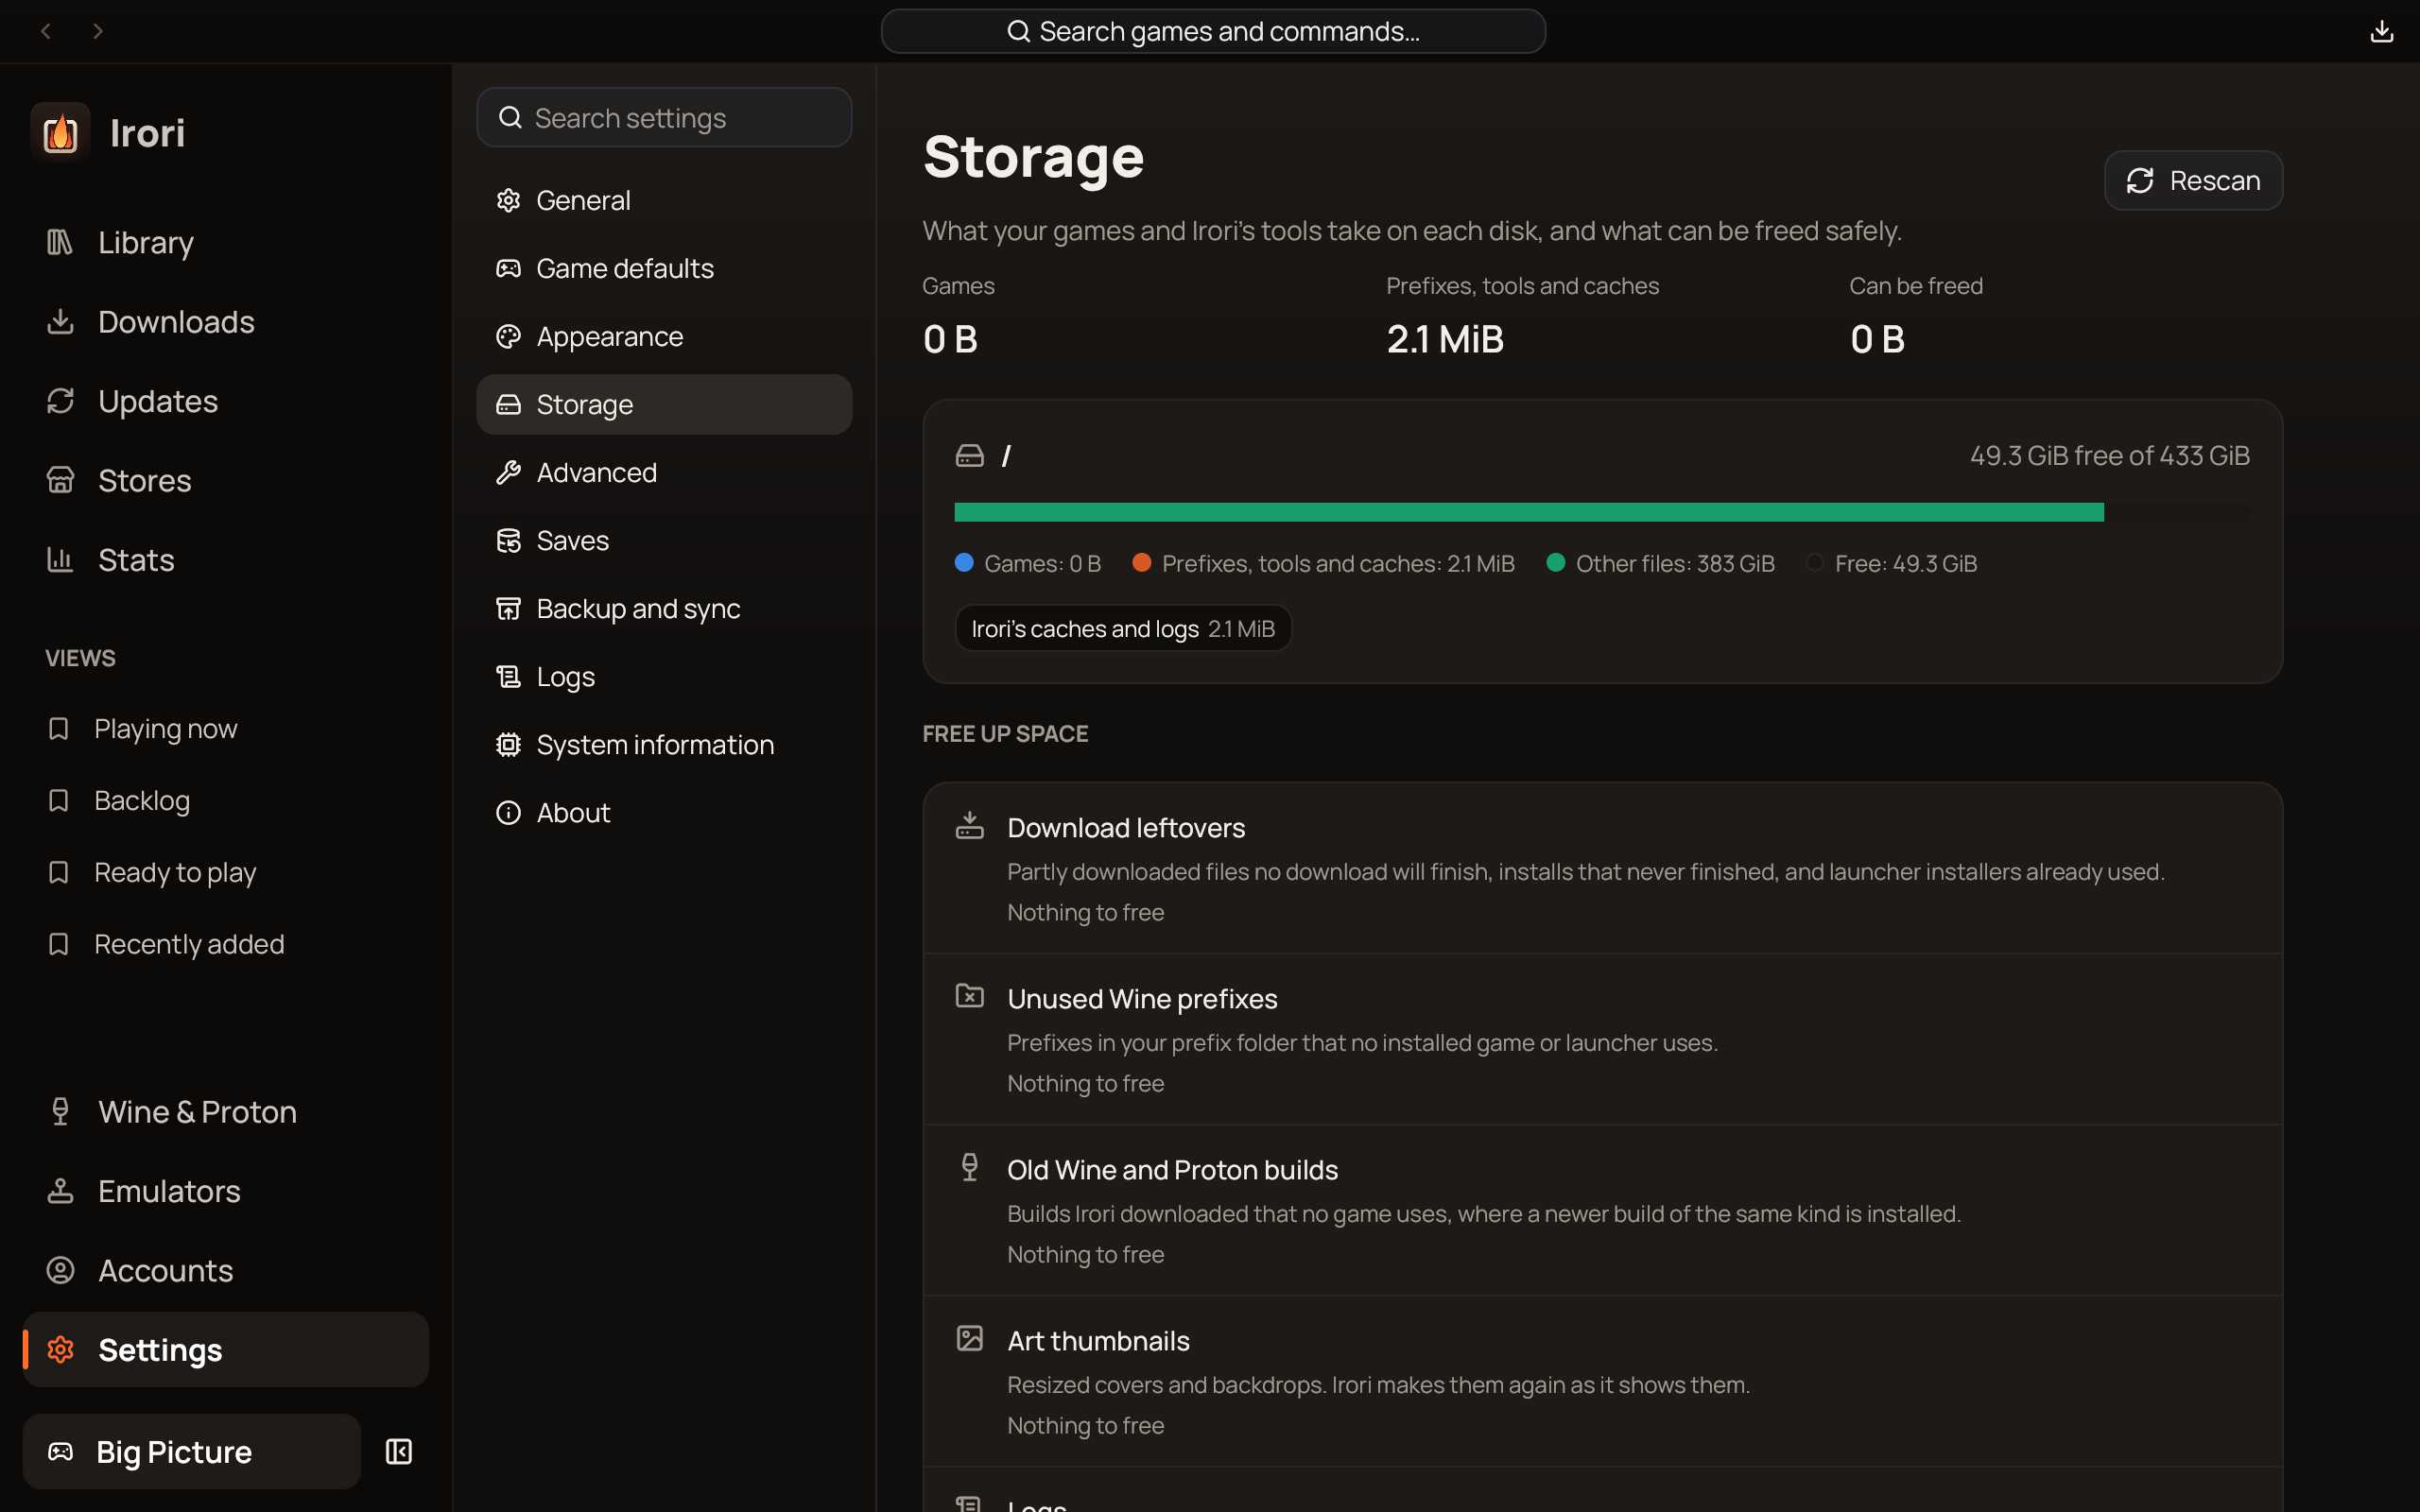 Search games and commands...
Irori
Library
Downloads
Updates
Stores
Stats
VIEWS
Playing now
Backlog
Ready to play
Recently added
Wine & Proton
Emulators
Accounts
Settings
Big Picture
Search settings
General
Game defaults
Appearance
Storage
Advanced
Saves
Backup and sync
Logs
System information
About
Storage
Rescan
What your games and Irori's tools take on each disk, and what can be freed safely.
Games
0 B
Prefixes, tools and caches
2.1 MiB
Can be freed
0 B
/
49.3 GiB free of 433 GiB
Games: 0 B
Prefixes, tools and caches: 2.1 MiB
Other files: 383 GiB
Free: 49.3 GiB
Irori's caches and logs 2.1 MiB
FREE UP SPACE
Download leftovers
Partly downloaded files no download will finish, installs that never finished, and launcher installers already used.
Nothing to free
Unused Wine prefixes
Prefixes in your prefix folder that no installed game or launcher uses.
Nothing to free
Old Wine and Proton builds
Builds Irori downloaded that no game uses, where a newer build of the same kind is installed.
Nothing to free
Art thumbnails
Resized covers and backdrops. Irori makes them again as it shows them.
Nothing to free
Logs